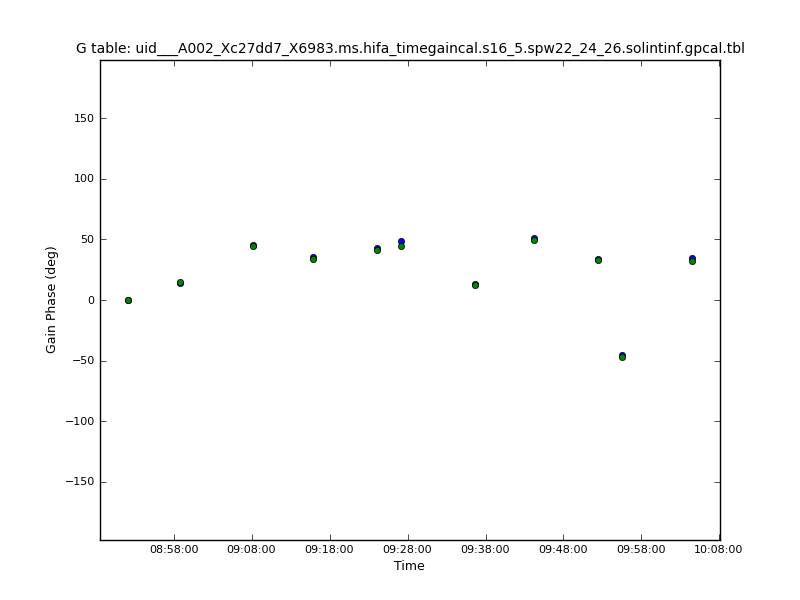 G table: uid___A002_Xc27dd7_X6983.ms.hifa_timegaincal.s16_5.spw22_24_26.solintinf.gpcal.tbl
150
100
50
0
−50
−100
−150
Gain Phase (deg)
08:58:00 09:08:00 09:18:00 09:28:00 09:38:00 09:48:00 09:58:00 10:08:00
Time